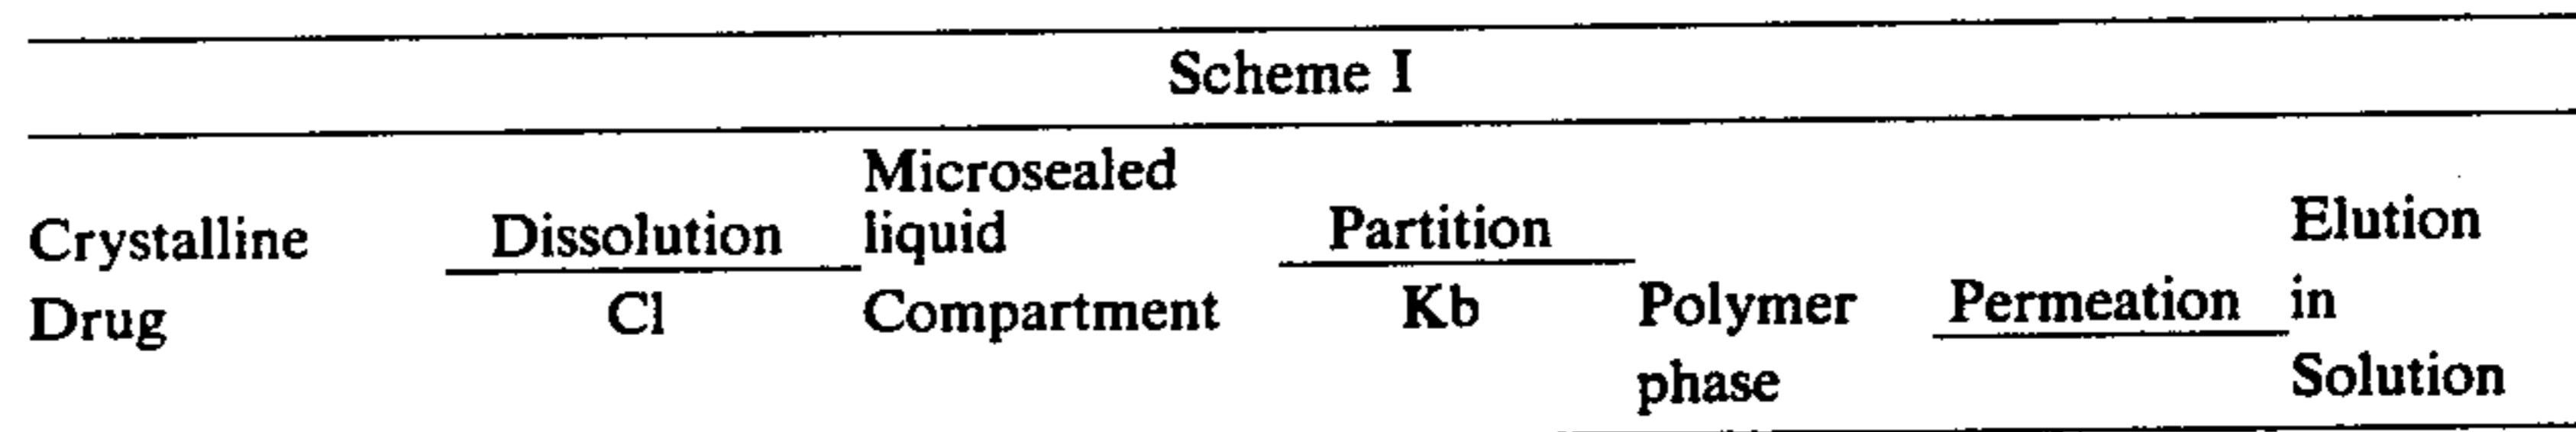 Scheme I
Microsealed
Crystalline Dissolution liquid Partition Elution
Drug Cl Compartment Kb Polymer Permeation in
phase Solution